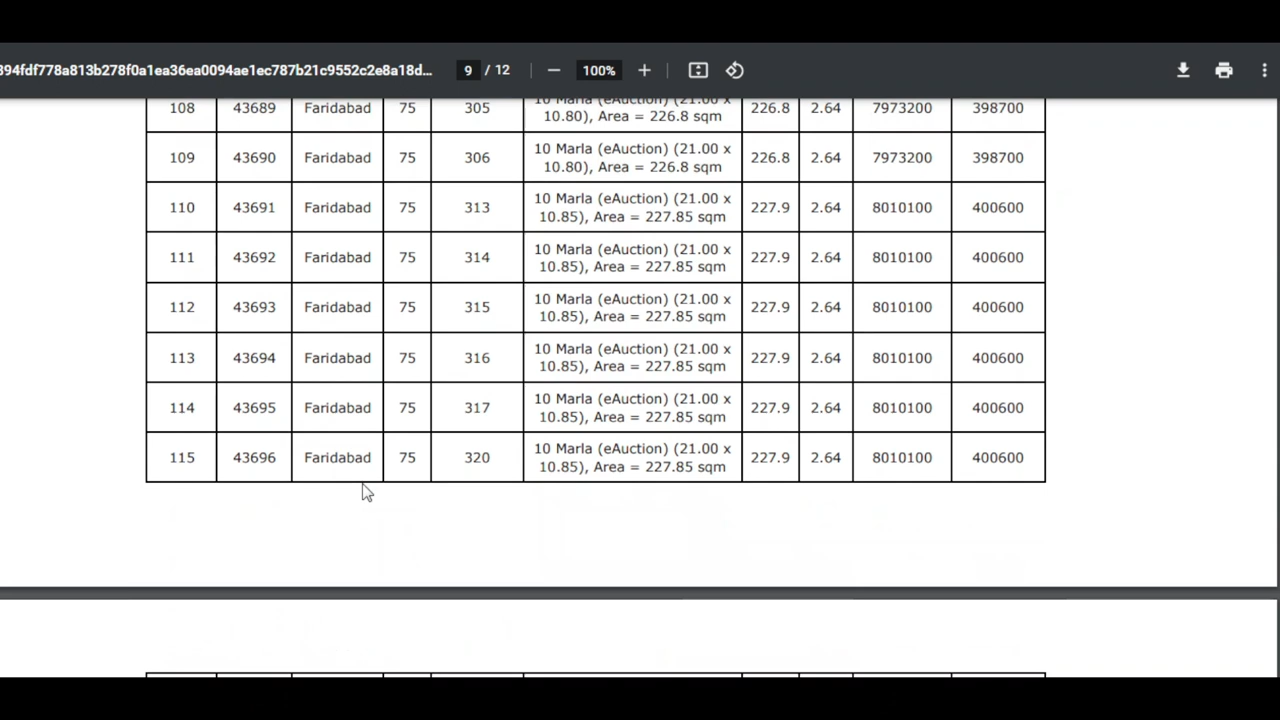 394fdf778a813b278f0a1ea36ea0094ae1ec787b21c9552c2e8a18d... 9 / 12 100%
108 43689 Faridabad 75 305 10 Marla (eAuction) (21.00 x 10.80), Area = 226.8 sqm 226.8 2.64 7973200 398700
109 43690 Faridabad 75 306 10 Marla (eAuction) (21.00 x 10.80), Area = 226.8 sqm 226.8 2.64 7973200 398700
110 43691 Faridabad 75 313 10 Marla (eAuction) (21.00 x 10.85), Area = 227.85 sqm 227.9 2.64 8010100 400600
111 43692 Faridabad 75 314 10 Marla (eAuction) (21.00 x 10.85), Area = 227.85 sqm 227.9 2.64 8010100 400600
112 43693 Faridabad 75 315 10 Marla (eAuction) (21.00 x 10.85), Area = 227.85 sqm 227.9 2.64 8010100 400600
113 43694 Faridabad 75 316 10 Marla (eAuction) (21.00 x 10.85), Area = 227.85 sqm 227.9 2.64 8010100 400600
114 43695 Faridabad 75 317 10 Marla (eAuction) (21.00 x 10.85), Area = 227.85 sqm 227.9 2.64 8010100 400600
115 43696 Faridabad 75 320 10 Marla (eAuction) (21.00 x 10.85), Area = 227.85 sqm 227.9 2.64 8010100 400600